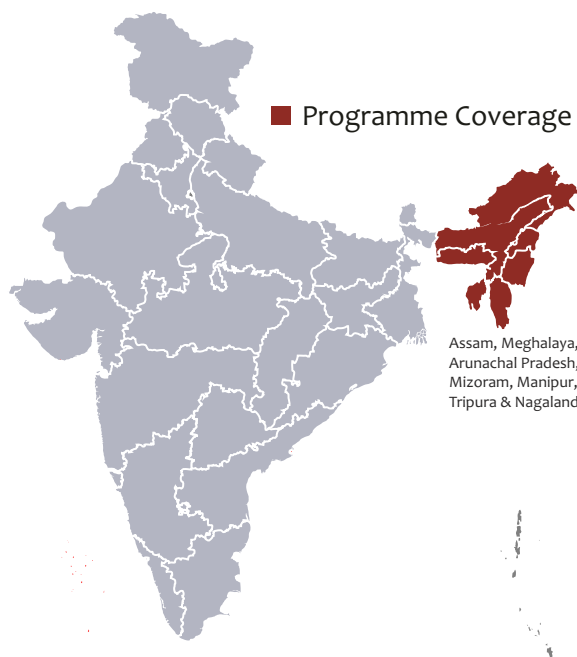 Programme Coverage
Assam, Meghalaya,
Arunachal Pradesh,
Mizoram, Manipur,
Tripura & Nagaland